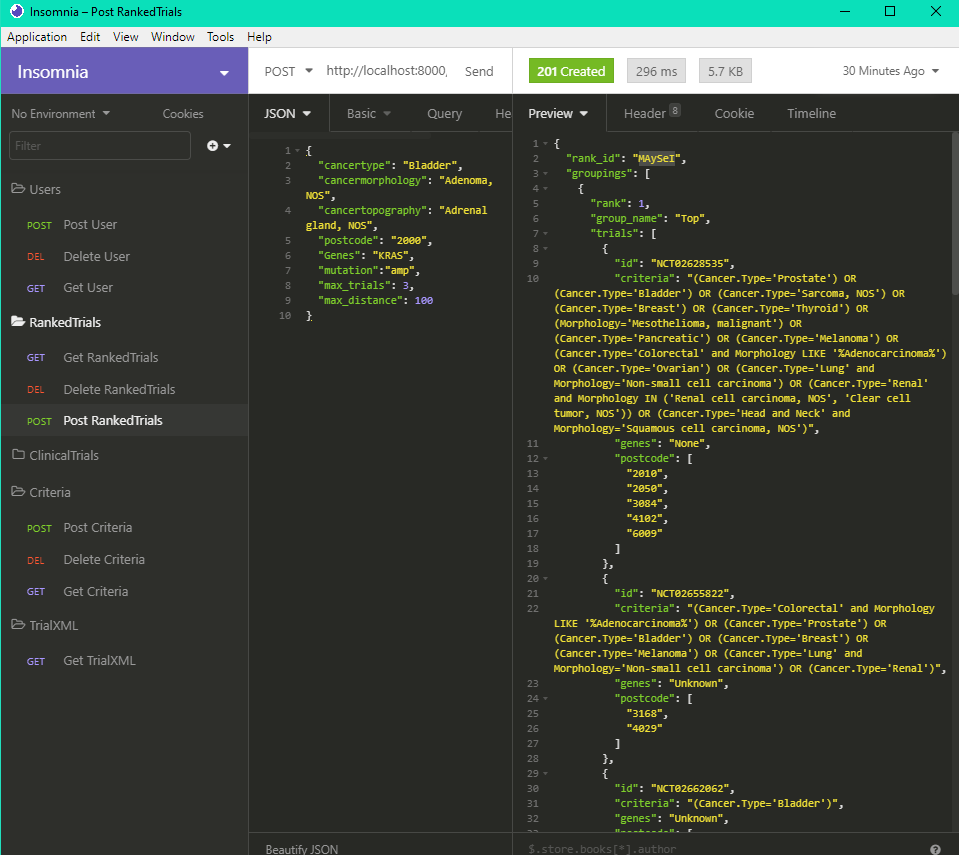 Insomnia – Post RankedTrials
Application Edit View Window Tools Help
Insomnia
POST http://localhost:8000, Send
201 Created 296 ms 5.7 KB 30 Minutes Ago
No Environment Cookies
JSON Basic Query He
Preview Header 8 Cookie Timeline
Filter
Users
POST Post User
DEL Delete User
GET Get User
RankedTrials
GET Get RankedTrials
DEL Delete RankedTrials
POST Post RankedTrials
ClinicalTrials
Criteria
POST Post Criteria
DEL Delete Criteria
GET Get Criteria
TrialXML
GET Get TrialXML
1 {
2 "cancertype": "Bladder",
3 "cancermorphology": "Adenoma,
NOS",
4 "cancertopography": "Adrenal
gland, NOS",
5 "postcode": "2000",
6 "Genes": "KRAS",
7 "mutation":"amp",
8 "max_trials": 3,
9 "max_distance": 100
10 }
Beautify JSON
1 {
2 "rank_id": "MAySeI",
3 "groupings": [
4 {
5 "rank": 1,
6 "group_name": "Top",
7 "trials": [
8 {
9 "id": "NCT02628535",
10 "criteria": "(Cancer.Type='Prostate') OR
(Cancer.Type='Bladder') OR (Cancer.Type='Sarcoma, NOS') OR
(Cancer.Type='Breast') OR (Cancer.Type='Thyroid') OR
(Morphology='Mesothelioma, malignant') OR
(Cancer.Type='Pancreatic') OR (Cancer.Type='Melanoma') OR
(Cancer.Type='Colorectal' and Morphology LIKE '%Adenocarcinoma%')
OR (Cancer.Type='Ovarian') OR (Cancer.Type='Lung' and
Morphology='Non-small cell carcinoma') OR (Cancer.Type='Renal'
and Morphology IN ('Renal cell carcinoma, NOS', 'Clear cell
tumor, NOS')) OR (Cancer.Type='Head and Neck' and
Morphology='Squamous cell carcinoma, NOS')",
11 "genes": "None",
12 "postcode": [
13 "2010",
14 "2050",
15 "3084",
16 "4102",
17 "6009"
18 ]
19 },
20 {
21 "id": "NCT02655822",
22 "criteria": "(Cancer.Type='Colorectal' and Morphology
LIKE '%Adenocarcinoma%') OR (Cancer.Type='Prostate') OR
(Cancer.Type='Bladder') OR (Cancer.Type='Breast') OR
(Cancer.Type='Melanoma') OR (Cancer.Type='Lung' and
Morphology='Non-small cell carcinoma') OR (Cancer.Type='Renal')",
23 "genes": "Unknown",
24 "postcode": [
25 "3168",
26 "4029"
27 ]
28 },
29 {
30 "id": "NCT02662062",
31 "criteria": "(Cancer.Type='Bladder')",
32 "genes": "Unknown",
$.store.books[*].author